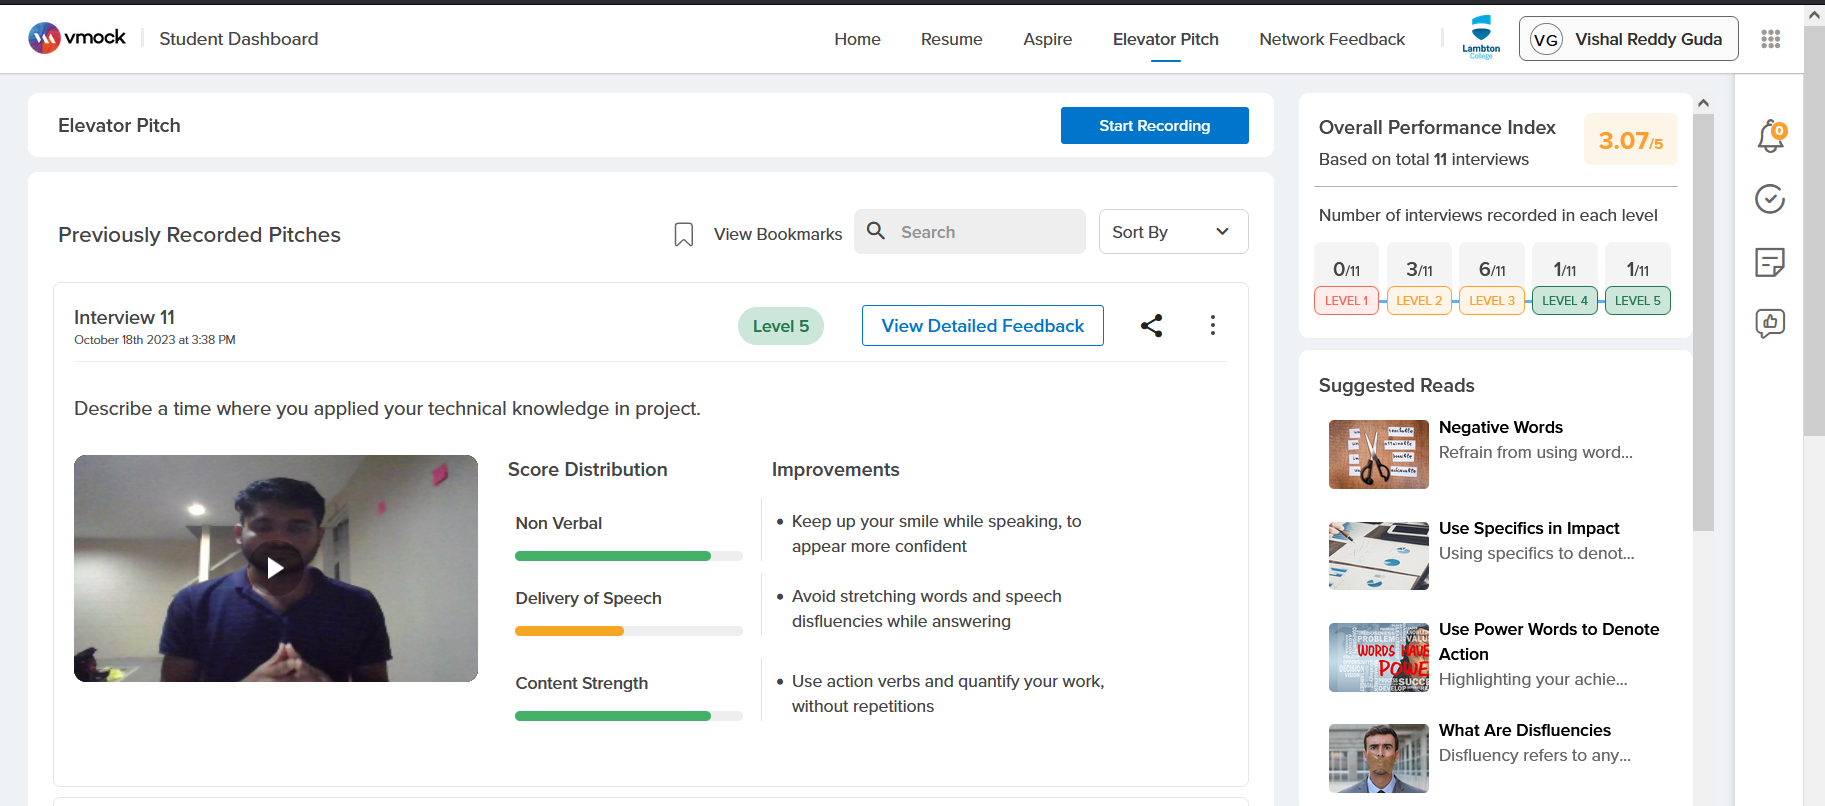 vmock
Student Dashboard
Home
Resume
Aspire
Elevator Pitch
Network Feedback
Lambton
College
VG
Vishal Reddy Guda
Elevator Pitch
Start Recording
Previously Recorded Pitches
View Bookmarks
Search
Sort By
Interview 11
October 18th 2023 at 3:38 PM
Level 5
View Detailed Feedback
Describe a time where you applied your technical knowledge in project.
Score Distribution
Improvements
Non Verbal
• Keep up your smile while speaking, to
appear more confident
Delivery of Speech
• Avoid stretching words and speech
disfluencies while answering
Content Strength
• Use action verbs and quantify your work,
without repetitions
Overall Performance Index
Based on total 11 interviews
3.07/5
Number of interviews recorded in each level
0/11
3/11
6/11
1/11
1/11
LEVEL 1
LEVEL 2
LEVEL 3
LEVEL 4
LEVEL 5
Suggested Reads
Negative Words
Refrain from using word...
Use Specifics in Impact
Using specifics to denot...
PROBLEM
WORDS HAVE
POWE
Use Power Words to Denote
Action
Highlighting your achie...
What Are Disfluencies
Disfluency refers to any...
0